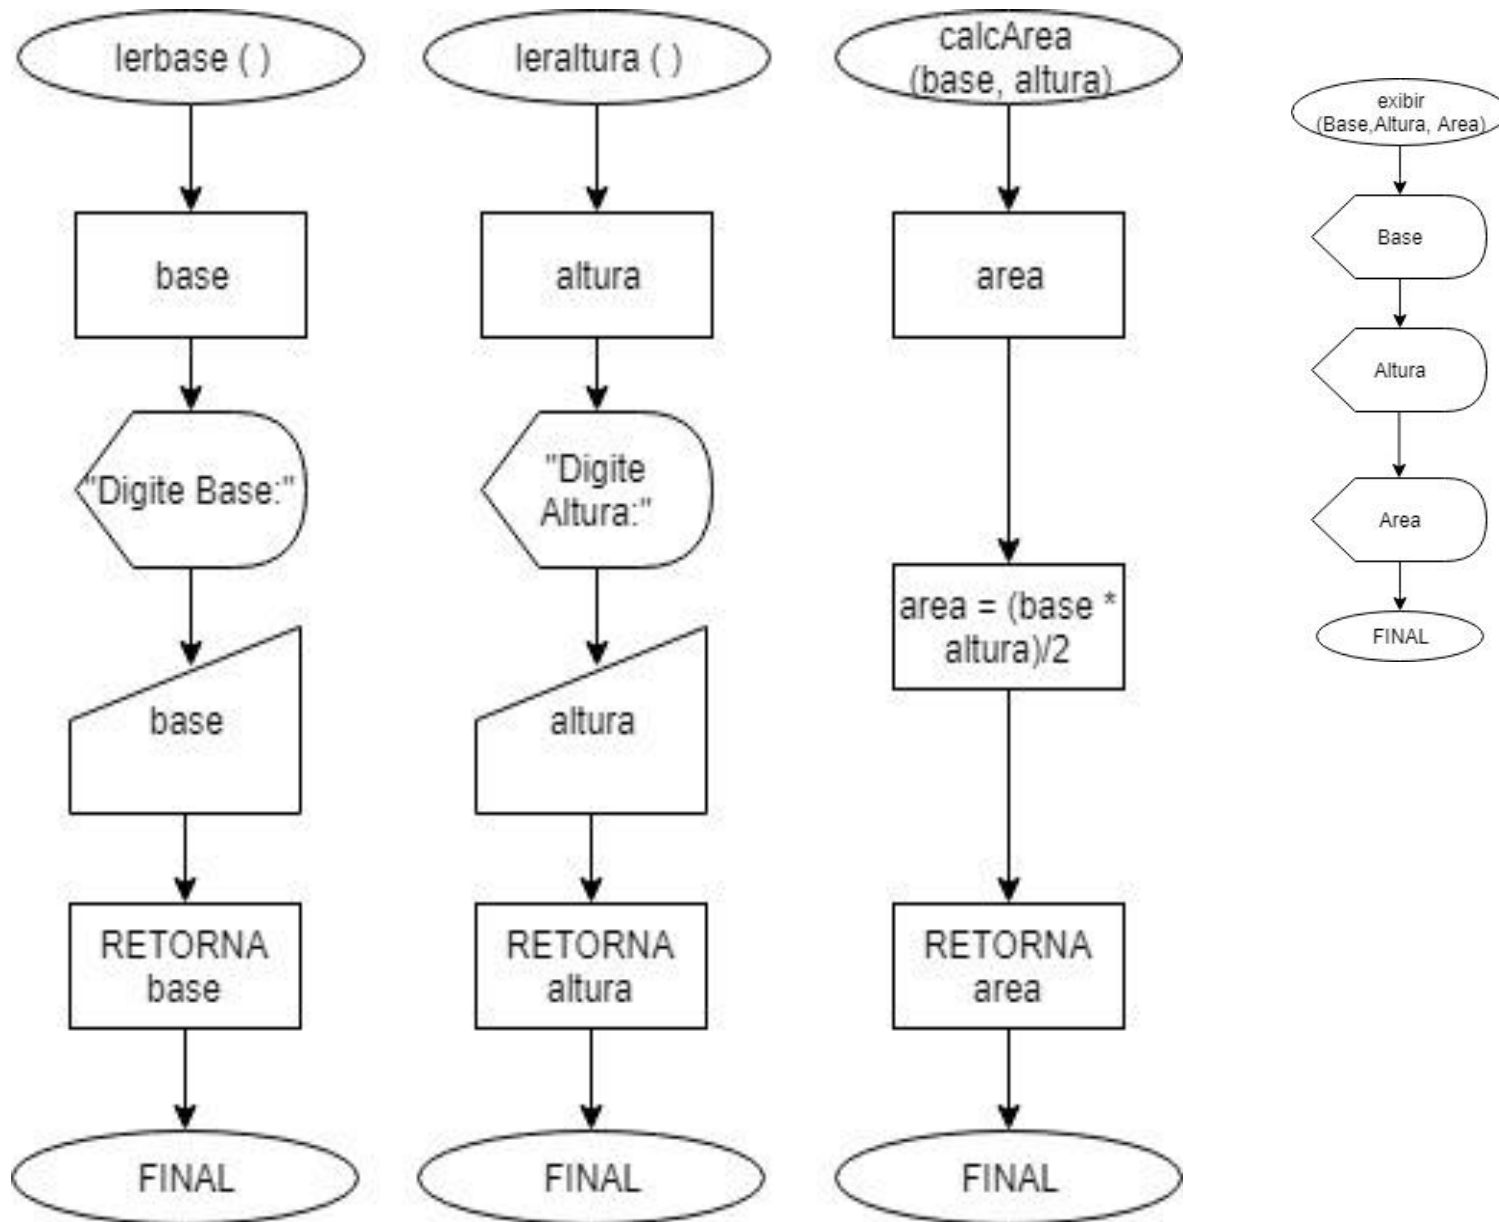 lerbase ( )
base
"Digite Base:"
base
RETORNA
base
FINAL
leraltura ( )
altura
"Digite
Altura:"
altura
RETORNA
altura
FINAL
calcArea
(base, altura)
area
area = (base *
altura)/2
RETORNA
area
FINAL
exibir
(Base,Altura, Area)
Base
Altura
Area
FINAL